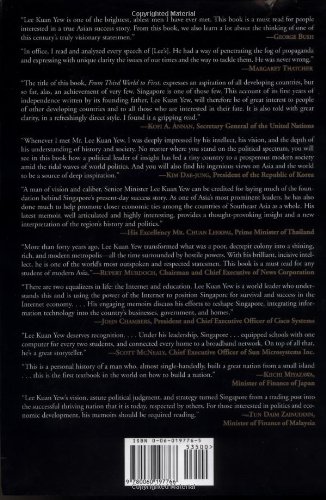 "Lee Kuan Yew is one of the brightest, ablest men I have ever met. This book is a must read for people
interested in a true Asian success story. From this book, we also learn a lot about the thinking of one of
this century's truly visionary statesmen."
—GEORGE BUSH
"In office, I read and analyzed every speech of [Lee's]. He had a way of penetrating the fog of propaganda
and expressing with unique clarity the issues of our times and the way to tackle them. He was never wrong."
—MARGARET THATCHER
"The title of this book, From Third World to First, expresses an aspiration of all developing countries, but
so far, alas, an achievement of very few. Singapore is one of those few. This account of its first years of
independence written by its founding father, Lee Kuan Yew, will therefore be of great interest to people
of other developing countries and to all those who are interested in their fate. It is also told with great
clarity, in a refreshingly direct style. I found it a gripping read."
—KOFI A. ANNAN, Secretary General of the United Nations
"Whenever I met Mr. Lee Kuan Yew, I was deeply impressed by his intellect, his vision, and the depth of
his understanding of history and society. No matter where you stand on the political spectrum, you will
see in this book how a political leader of insight has led a tiny country to a prosperous modern society
amid the tidal waves of world politics. And you will also find his ingenious views on Asia and the world
to be a source of deep inspiration."
—KIM DAE-JUNG, President of the Republic of Korea
"A man of vision and caliber, Senior Minister Lee Kuan Yew can be credited for laying much of the foun-
dation behind Singapore's present-day success story. As one of Asia's most prominent leaders, he has also
done much to help promote closer economic ties among the countries of Southeast Asia as a whole. His
latest memoir, well articulated and highly interesting, provides a thought-provoking insight and a new
interpretation of the region's history and politics."
—His Excellency MR. CHUAN LEEKPAI, Prime Minister of Thailand
"More than forty years ago, Lee Kuan Yew transformed what was a poor, decrepit colony into a shining,
rich, and modern metropolis—all the time surrounded by hostile powers. With his brilliant, incisive intel-
lect, he is one of the world's most outspoken and respected statesmen. This book is a must read for any
student of modern Asia."
—RUPERT MURDOCH, Chairman and Chief Executive of News Corporation
"There are two equalizers in life: the Internet and education. Lee Kuan Yew is a world leader who under-
stands this and is using the power of the Internet to position Singapore for survival and success in the
Internet economy. . . . His engaging memoir discuss his efforts to reshape Singapore, integrating infor-
mation technology into the country's businesses, government, and homes."
—JOHN CHAMBERS, President and Chief Executive Officer of Cisco Systems
"Lee Kuan Yew deserves recognition. . . . Under his leadership, Singapore . . . equipped schools with one
computer for every two students, and connected every home to a broadband network. On top of all that,
he's a great storyteller."
—SCOTT MCNEALY, Chief Executive Officer of Sun Microsystems Inc.
"This is a personal history of a man who, almost single-handedly, built a great nation from a small island
. . . this is the first textbook in the world on how to build a nation."
—KIICHI MIYAZAWA,
Minister of Finance of Japan
"Lee Kuan Yew's vision, astute political judgment, and strategy turned Singapore from a trading post into
the successful thriving nation that it is today, respected by others. For those interested in politics and eco-
nomic development, his memoirs should be required reading."
—TUN DAIM ZAINUDDIN,
Minister of Finance of Malaysia
ISBN 0-06-019776-5
53500
9 780060 197766